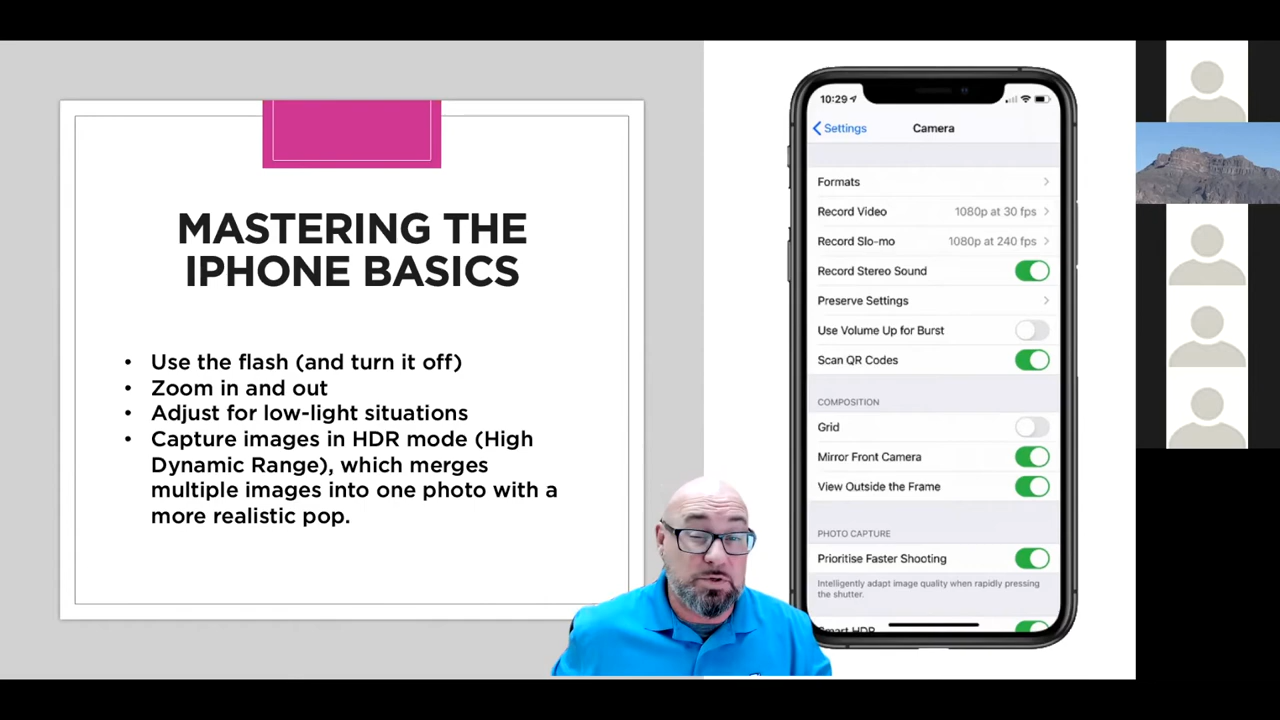 MASTERING THE
IPHONE BASICS
• Use the flash (and turn it off)
• Zoom in and out
• Adjust for low-light situations
• Capture images in HDR mode (High
Dynamic Range), which merges
multiple images into one photo with a
more realistic pop.
10:29
Settings Camera
Formats
Record Video 1080p at 30 fps
Record Slo-mo 1080p at 240 fps
Record Stereo Sound
Preserve Settings
Use Volume Up for Burst
Scan QR Codes
COMPOSITION
Grid
Mirror Front Camera
View Outside the Frame
PHOTO CAPTURE
Prioritise Faster Shooting
Intelligently adapt image quality when rapidly pressing
the shutter.
Smart HDR